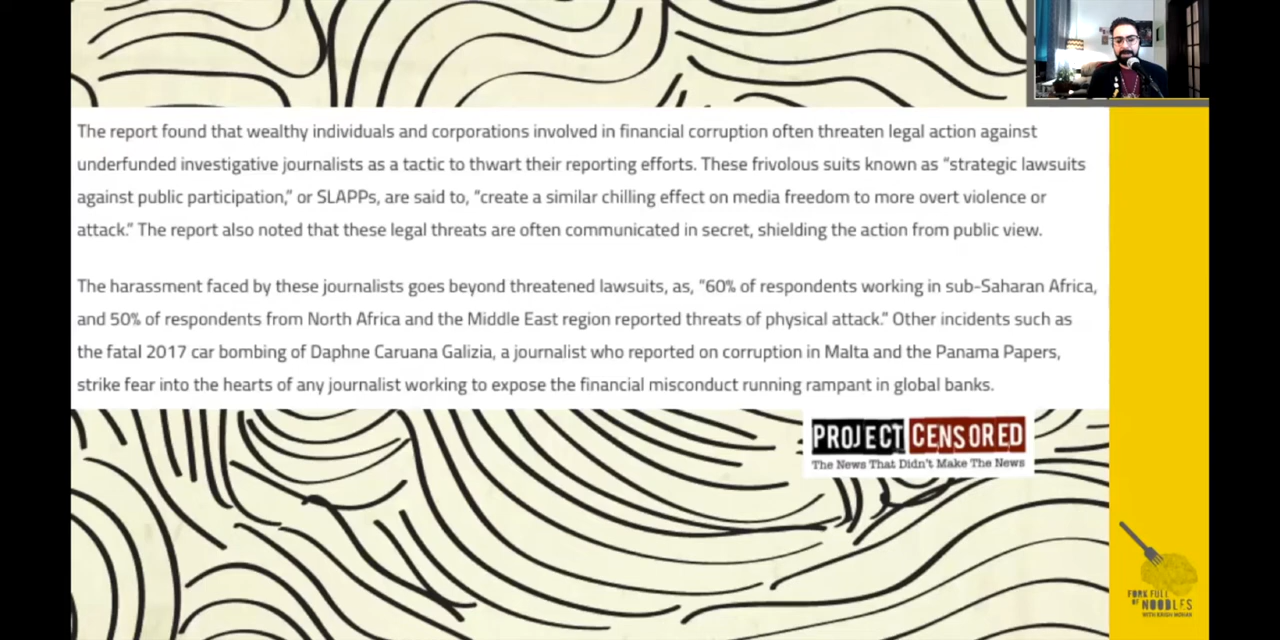 The report found that wealthy individuals and corporations involved in financial corruption often threaten legal action against
underfunded investigative journalists as a tactic to thwart their reporting efforts. These frivolous suits known as “strategic lawsuits
against public participation,” or SLAPPs, are said to, “create a similar chilling effect on media freedom to more overt violence or
attack.” The report also noted that these legal threats are often communicated in secret, shielding the action from public view.
The harassment faced by these journalists goes beyond threatened lawsuits, as, “60% of respondents working in sub-Saharan Africa,
and 50% of respondents from North Africa and the Middle East region reported threats of physical attack.” Other incidents such as
the fatal 2017 car bombing of Daphne Caruana Galizia, a journalist who reported on corruption in Malta and the Panama Papers,
strike fear into the hearts of any journalist working to expose the financial misconduct running rampant in global banks.
PROJECT CENSORED
The News That Didn't Make The News
FORK FULL
OF NOODLES
WITH KRISH MOHAN